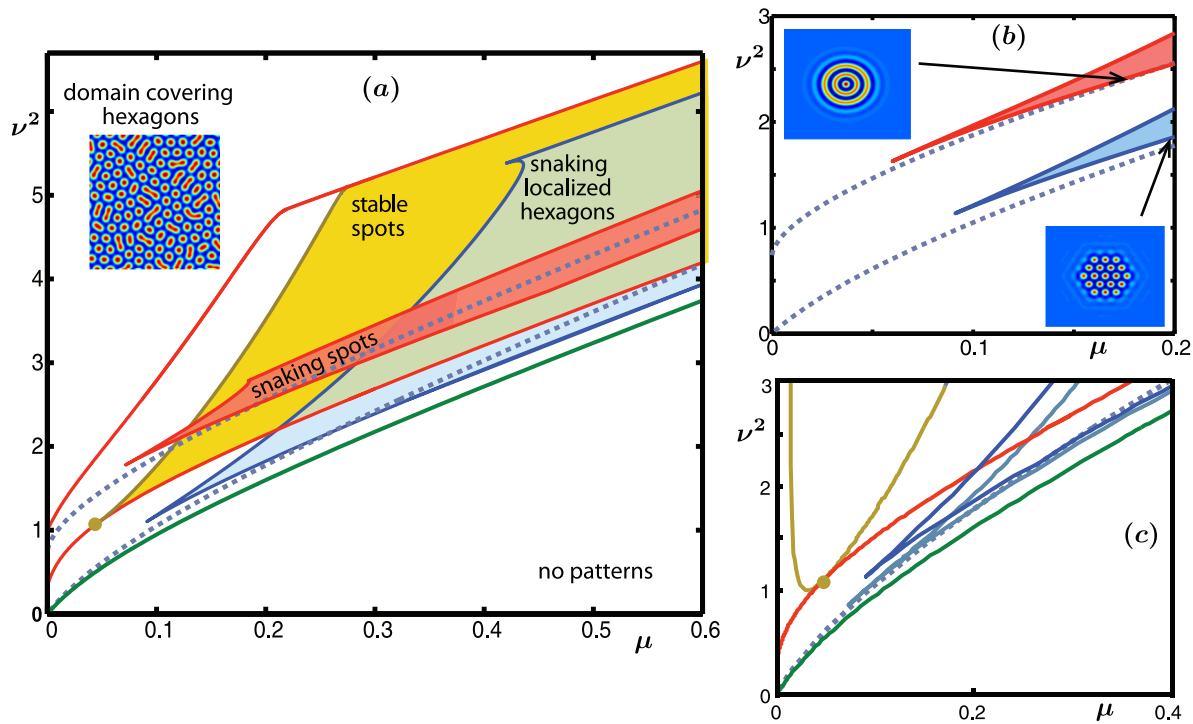 (a)
domain covering
hexagons
ν²
6
5
4
3
2
1
0
stable
spots
snaking
localized
hexagons
snaking spots
no patterns
0
0.1
0.2
0.3
0.4
0.5
0.6
μ
(b)
3
ν²
2
1
0
0
0.1
μ
0.2
3
ν²
2
1
0
(c)
0.2
μ
0.4